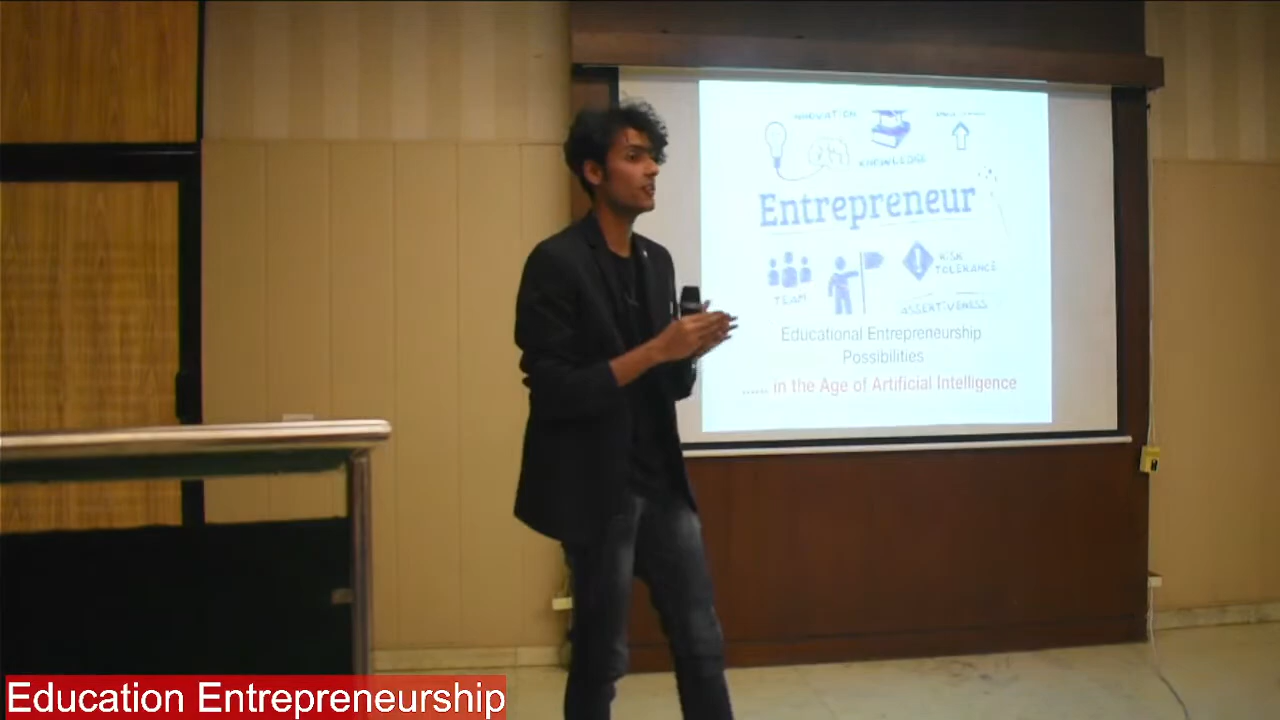 INNOVATION
KNOWLEDGE
Entrepreneur
RISK
TOLERANCE
TEAM
ASSERTIVENESS
Educational Entrepreneurship
Possibilities
...... in the Age of Artificial Intelligence
Education Entrepreneurship